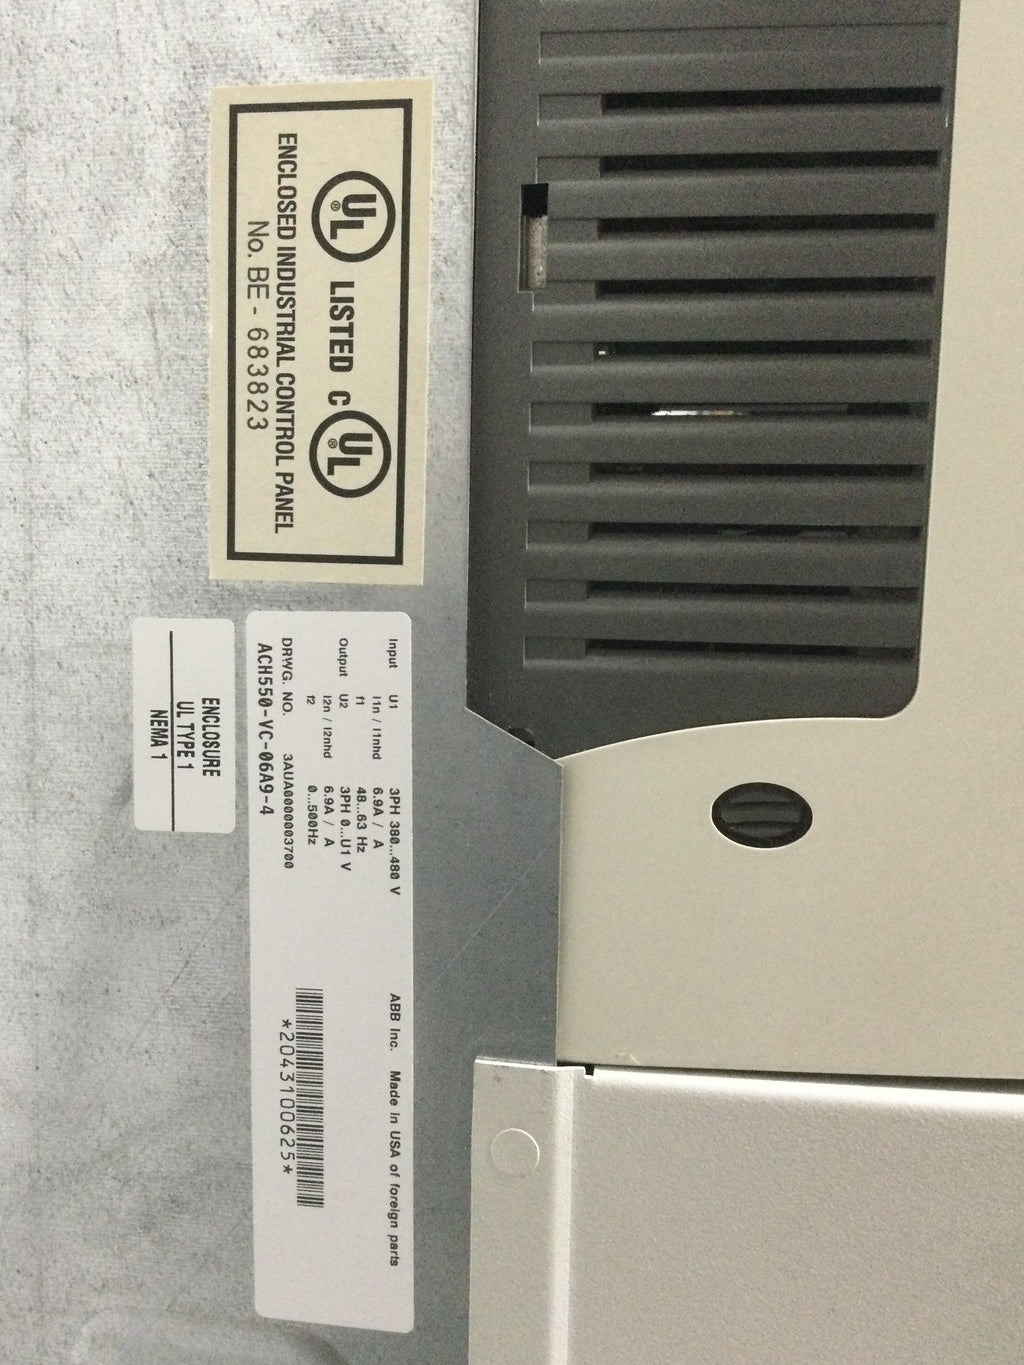 UL ® LISTED C UL ®
ENCLOSED INDUSTRIAL CONTROL PANEL
No. BE - 683823
Input U1 3PH 380...480 V
I1n / I1nhd 6.9A / A
f1 48...63 Hz
Output U2 3PH 0...U1 V
I2n / I2nhd 6.9A / A
f2 0...500Hz
DRWG. NO. 3AUA0000003700
ACH550-VC-06A9-4
ABB Inc. Made in USA of foreign parts
*2043100625*
ENCLOSURE
UL TYPE 1
NEMA 1